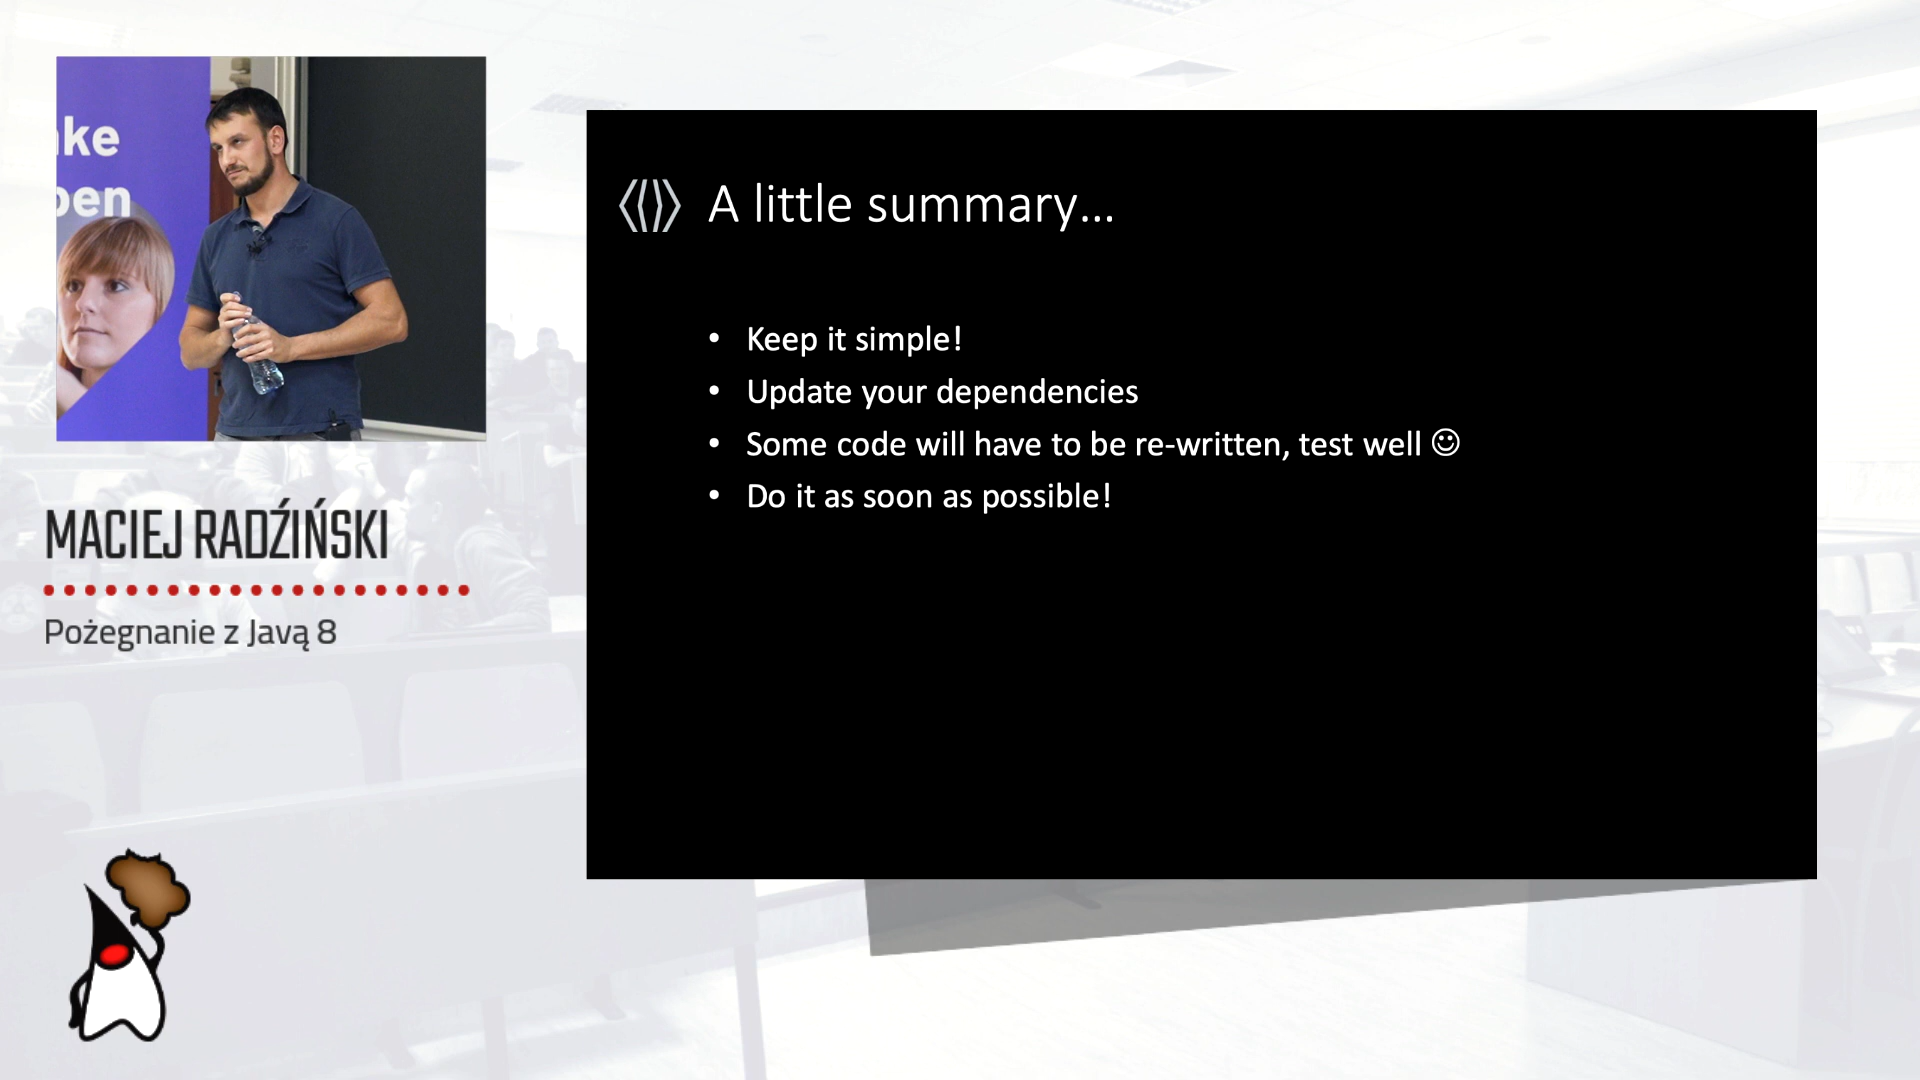 ke
pen
MACIEJ RADŹIŃSKI
Pożegnanie z Javą 8
A little summary...
• Keep it simple!
• Update your dependencies
• Some code will have to be re-written, test well ☺
• Do it as soon as possible!